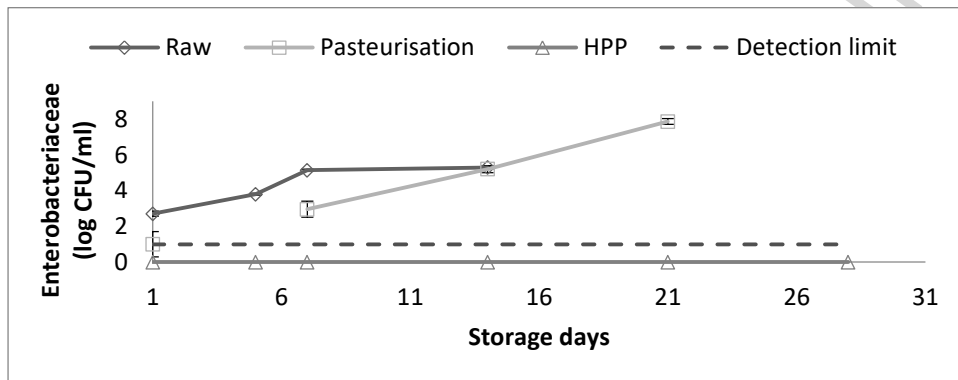 Raw Pasteurisation HPP Detection limit
Enterobacteriaceae
(log CFU/ml)
8
6
4
2
0
1 6 11 16 21 26 31
Storage days